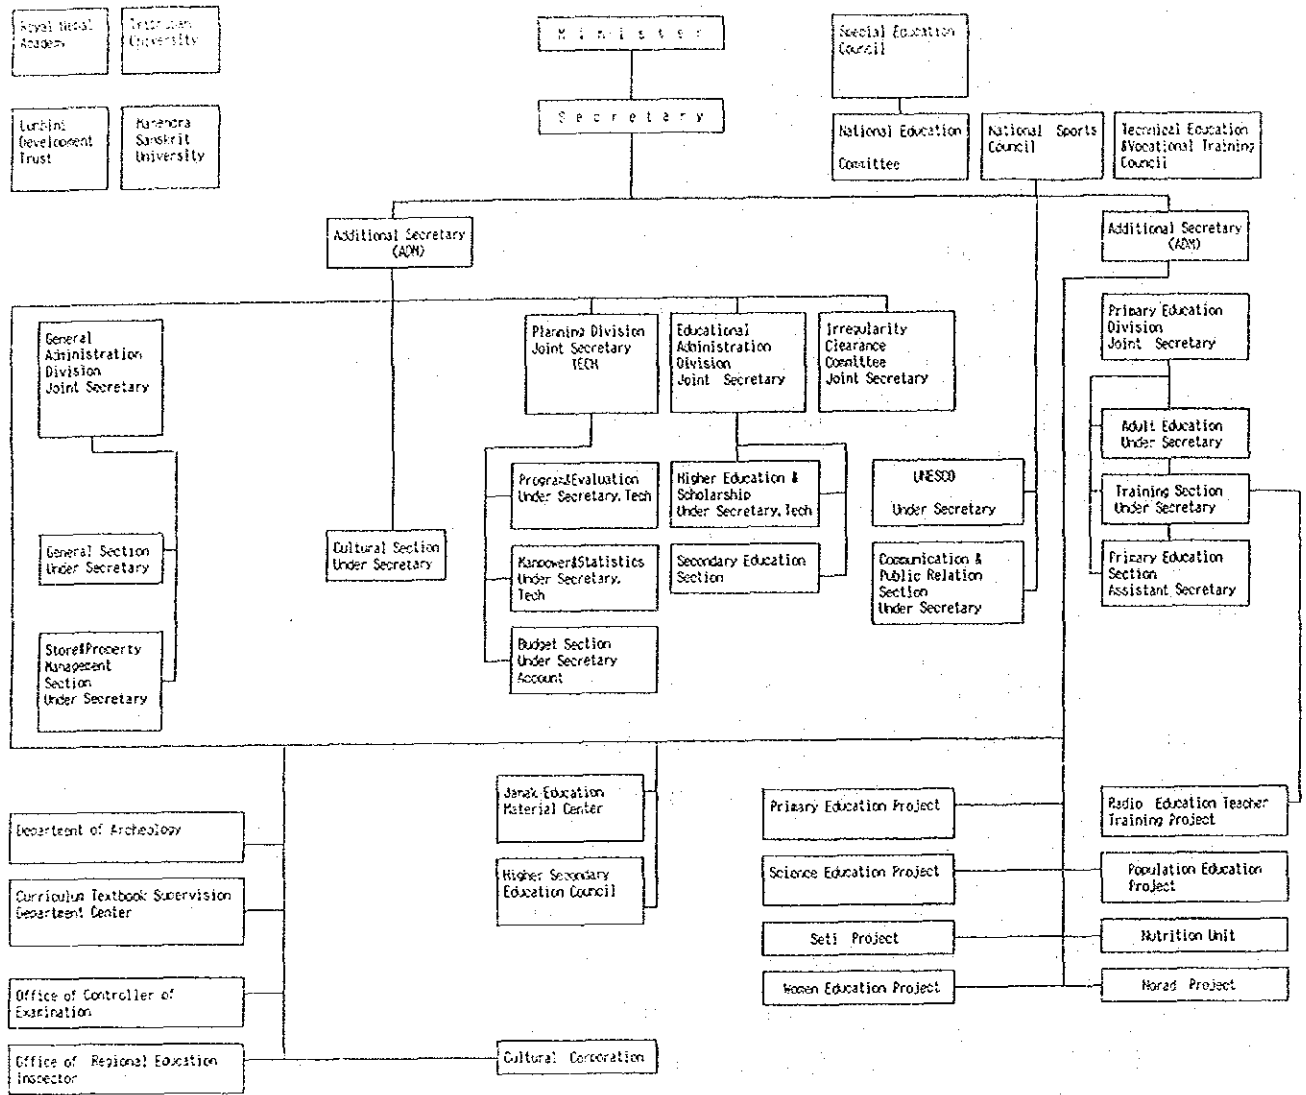 Royal Nepal
Academy
Tribhuvan
University
Minister
Special Education
Council
Secretary
Lumbini
Development
Trust
Mahendra
Sanskrit
University
National Education
Committee
National Sports
Council
Technical Education
&Vocational Training
Council
Additional Secretary
(ADM)
Additional Secretary
(ADM)
General
Administration
Division
Joint Secretary
Planning Division
Joint Secretary
TECH
Educational
Administration
Division
Joint Secretary
Irregularity
Clearance
Committee
Joint Secretary
Primary Education
Division
Joint Secretary
Adult Education
Under Secretary
Program&Evaluation
Under Secretary, Tech
Higher Education &
Scholarship
Under Secretary, Tech
UNESCO
Under Secretary
Training Section
Under Secretary
General Section
Under Secretary
Cultural Section
Under Secretary
Manpower&Statistics
Under Secretary,
Tech
Secondary Education
Section
Communication &
Public Relation
Section
Under Secretary
Primary Education
Section
Assistant Secretary
Store&Property
Management
Section
Under Secretary
Budget Section
Under Secretary
Account
Janak Education
Material Center
Primary Education Project
Radio Education Teacher
Training Project
Department of Archeology
Higher Secondary
Education Council
Science Education Project
Population Education
Project
Curriculum Textbook Supervision
Department Center
Seti Project
Nutrition Unit
Women Education Project
Norad Project
Office of Controller of
Examination
Office of Regional Education
Inspector
Cultural Corporation